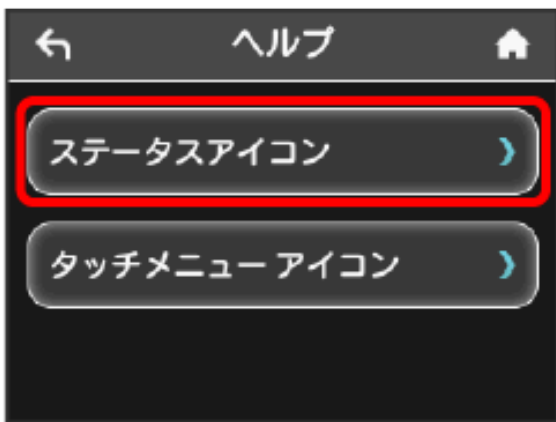 ヘルプ
ステータスアイコン
タッチメニュー アイコン